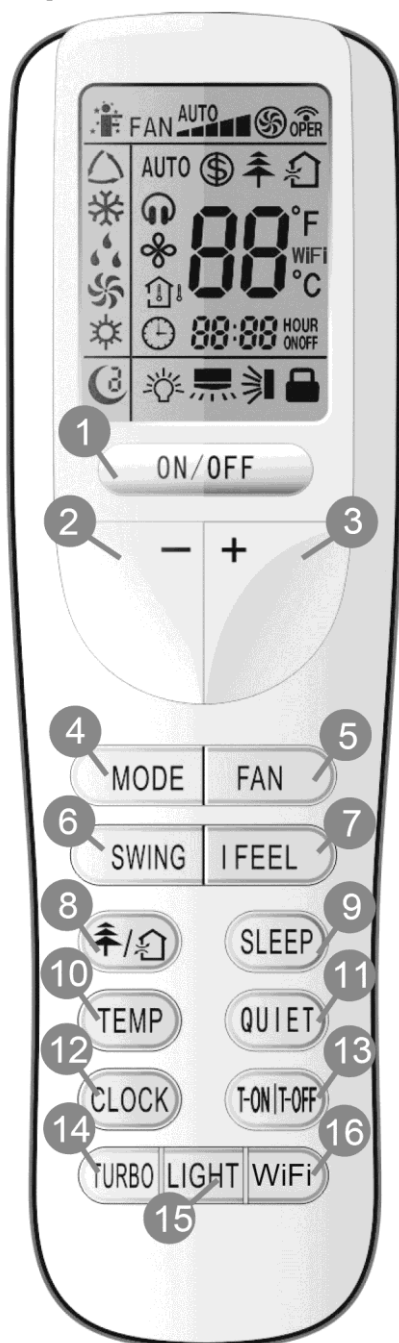 FAN AUTO OPER
AUTO
88 °F
WiFi
°C
88:88 HOUR
ONOFF
1
ON/OFF
2 − + 3
4 5
MODE FAN
6 7
SWING I FEEL
8 9
/ SLEEP
10 11
TEMP QUIET
12 13
CLOCK T-ON|T-OFF
14 16
TURBO LIGHT WiFi
15